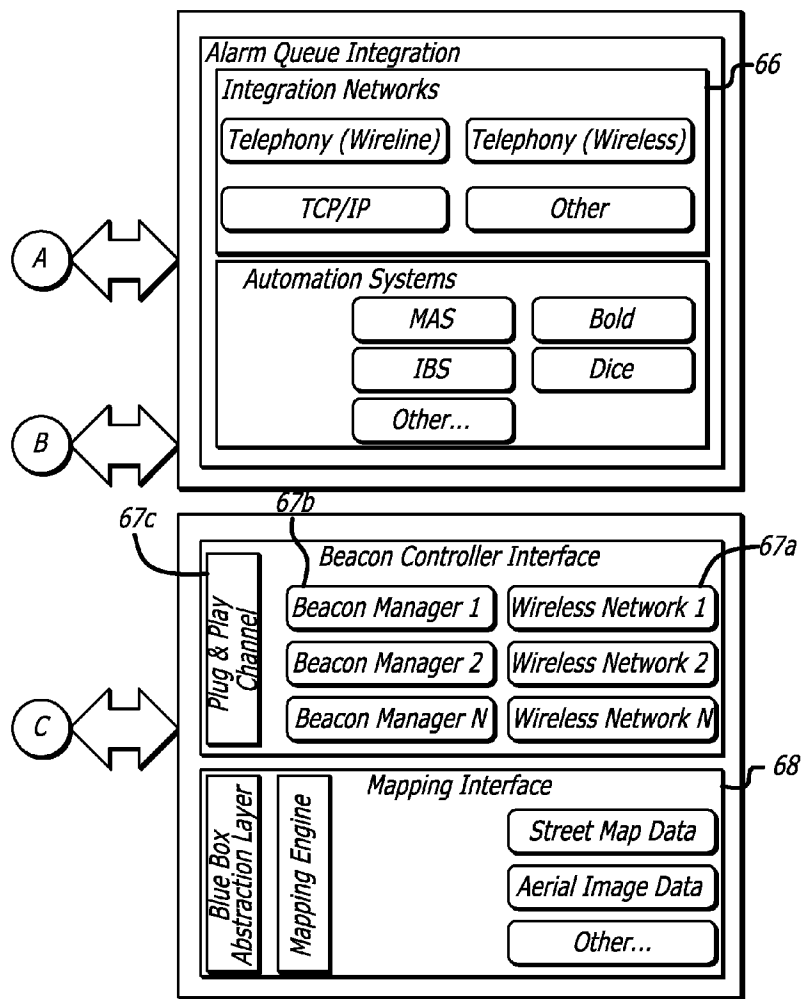 Alarm Queue Integration
66
Integration Networks
Telephony (Wireline)
Telephony (Wireless)
TCP/IP
Other
A
Automation Systems
MAS
Bold
IBS
Dice
Other...
B
67c
67b
67a
Beacon Controller Interface
Plug & Play
Channel
Beacon Manager 1
Wireless Network 1
Beacon Manager 2
Wireless Network 2
Beacon Manager N
Wireless Network N
C
68
Mapping Interface
Blue Box
Abstraction Layer
Mapping Engine
Street Map Data
Aerial Image Data
Other...